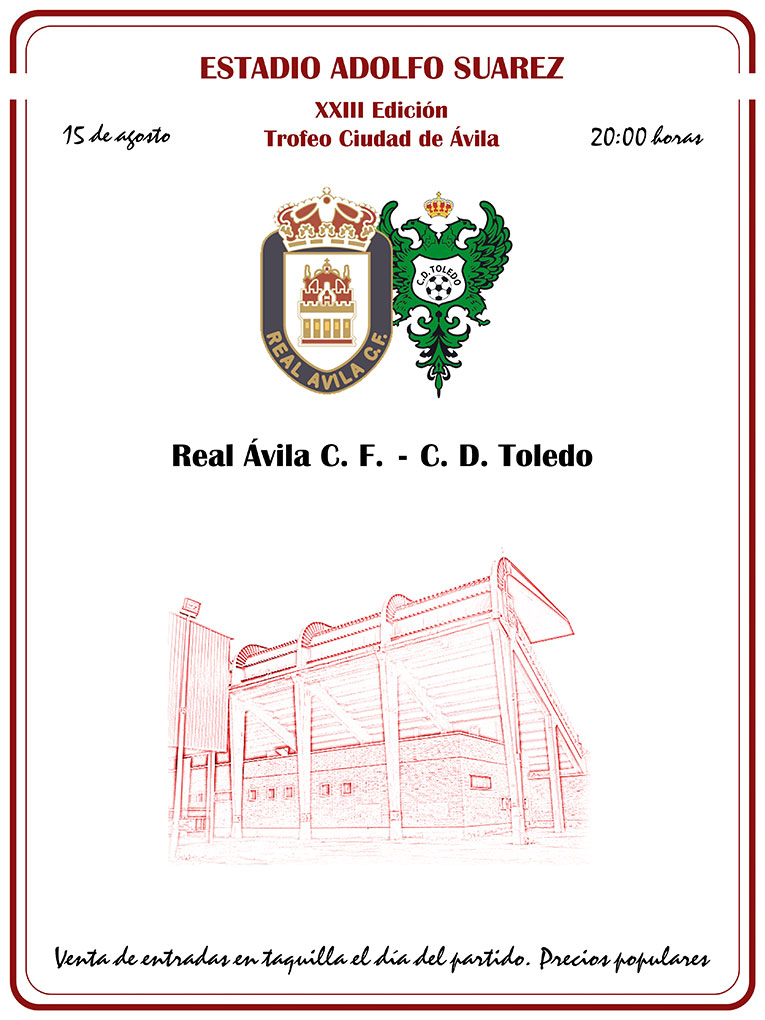 ESTADIO ADOLFO SUAREZ
XXIII Edición
Trofeo Ciudad de Ávila
15 de agosto
20:00 horas
C.D. TOLEDO
REAL AVILA C.F.
Real Ávila C. F. - C. D. Toledo
Venta de entradas en taquilla el día del partido. Precios populares